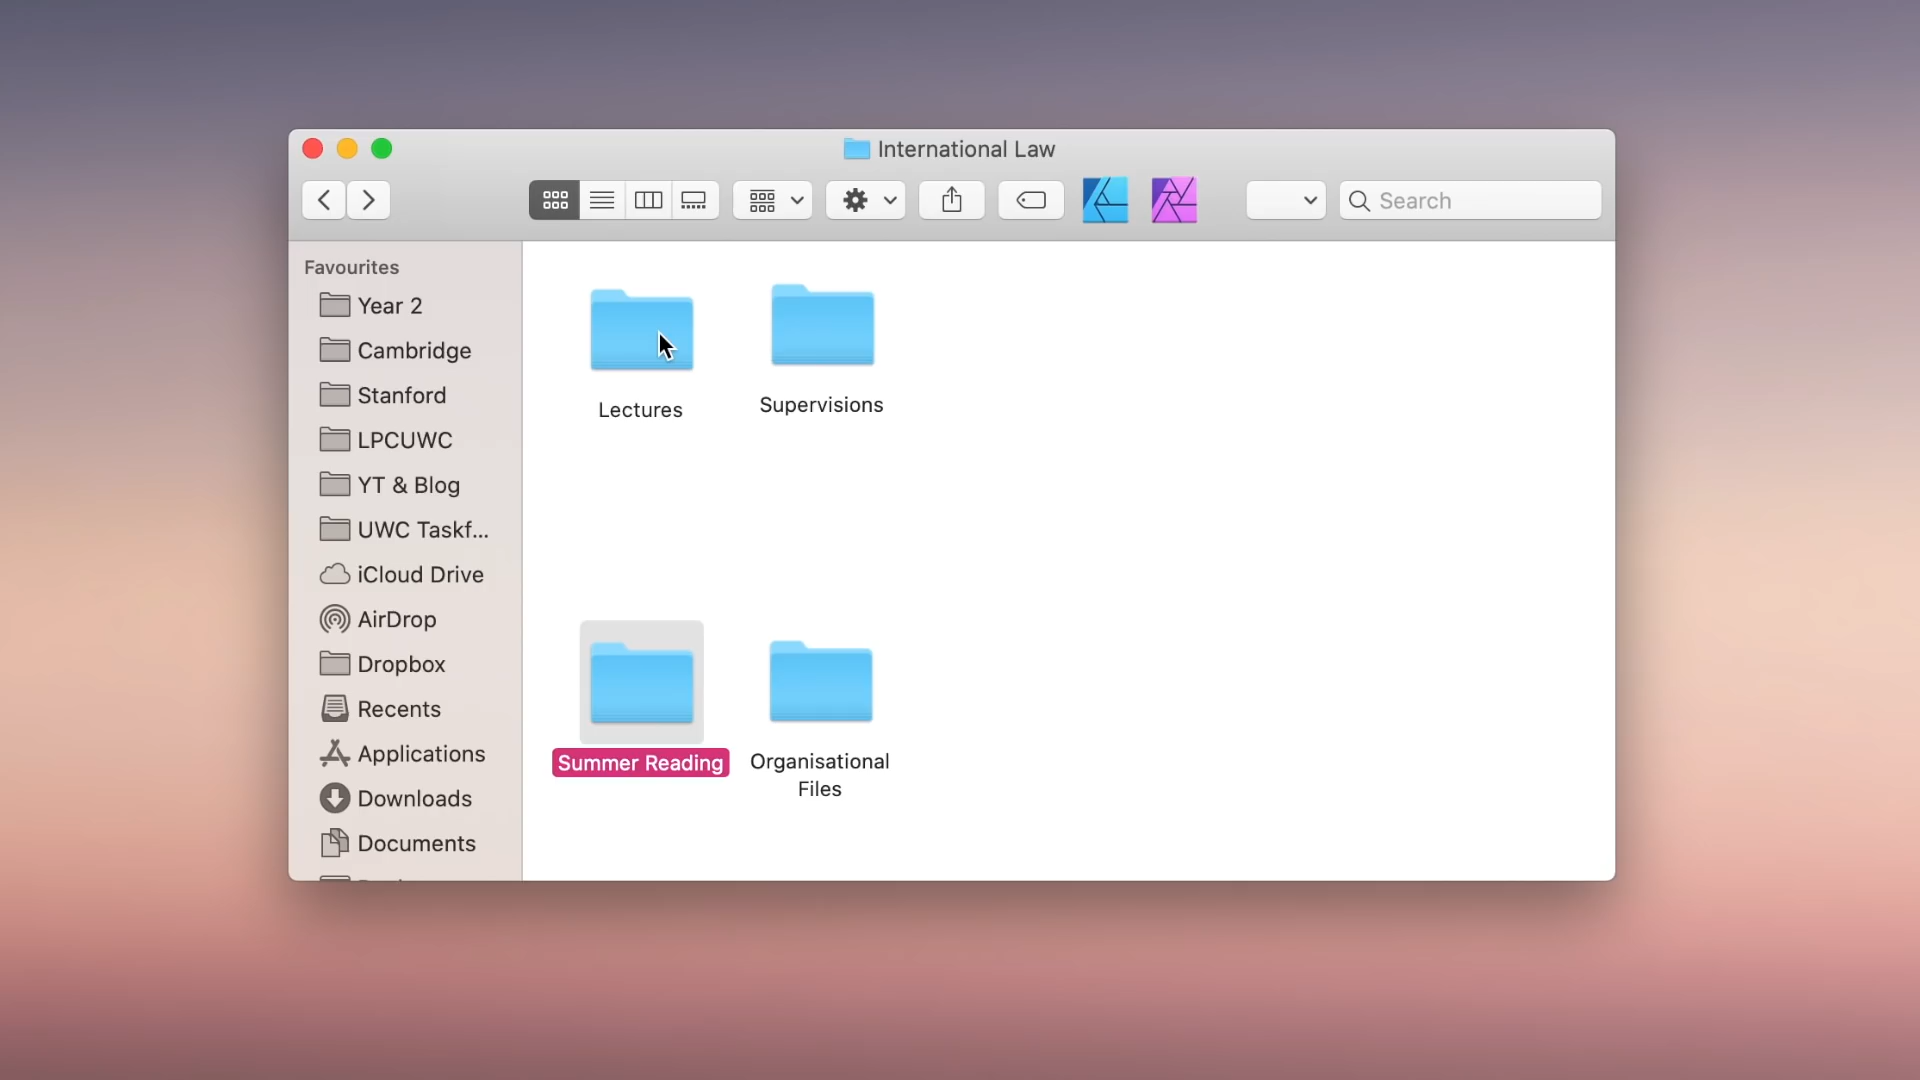 International Law
Search
Favourites
Year 2
Cambridge
Stanford
LPCUWC
YT & Blog
UWC Taskf...
iCloud Drive
AirDrop
Dropbox
Recents
Applications
Downloads
Documents
Lectures
Supervisions
Summer Reading
Organisational
Files